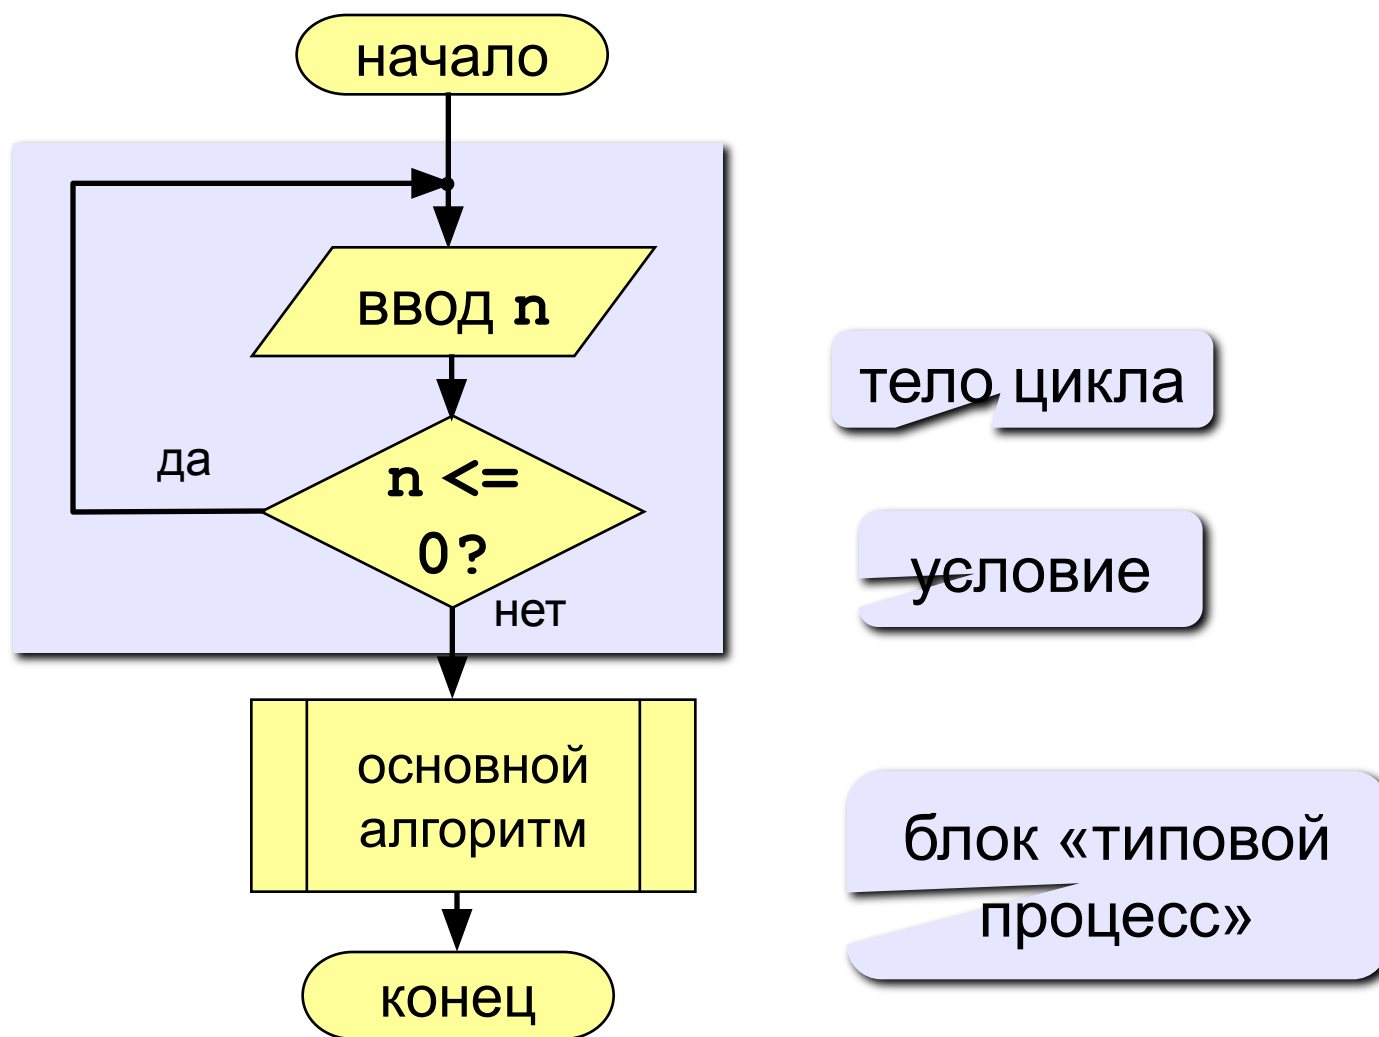 начало
ввод n
тело цикла
да
n <=
0?
условие
нет
основной
алгоритм
блок «типовой
процесс»
конец